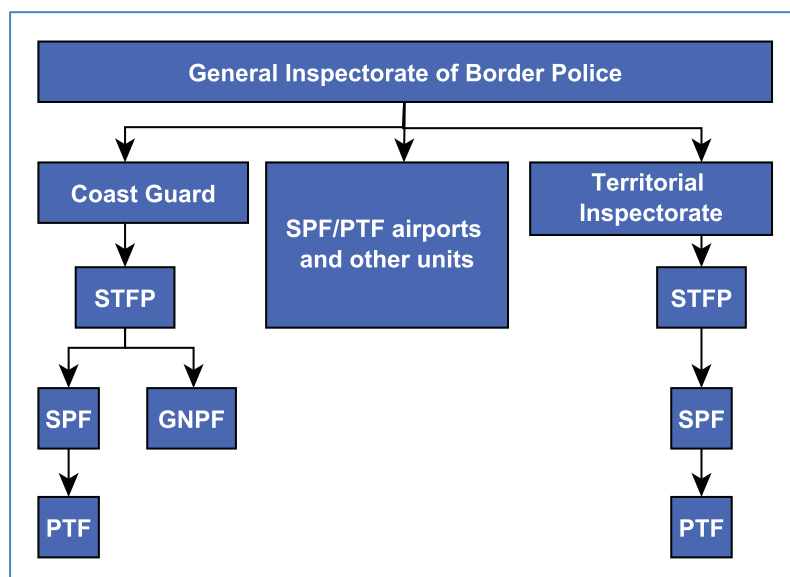 General Inspectorate of Border Police
Coast Guard
SPF/PTF airports
and other units
Territorial
Inspectorate
STFP
STFP
SPF
GNPF
SPF
PTF
PTF